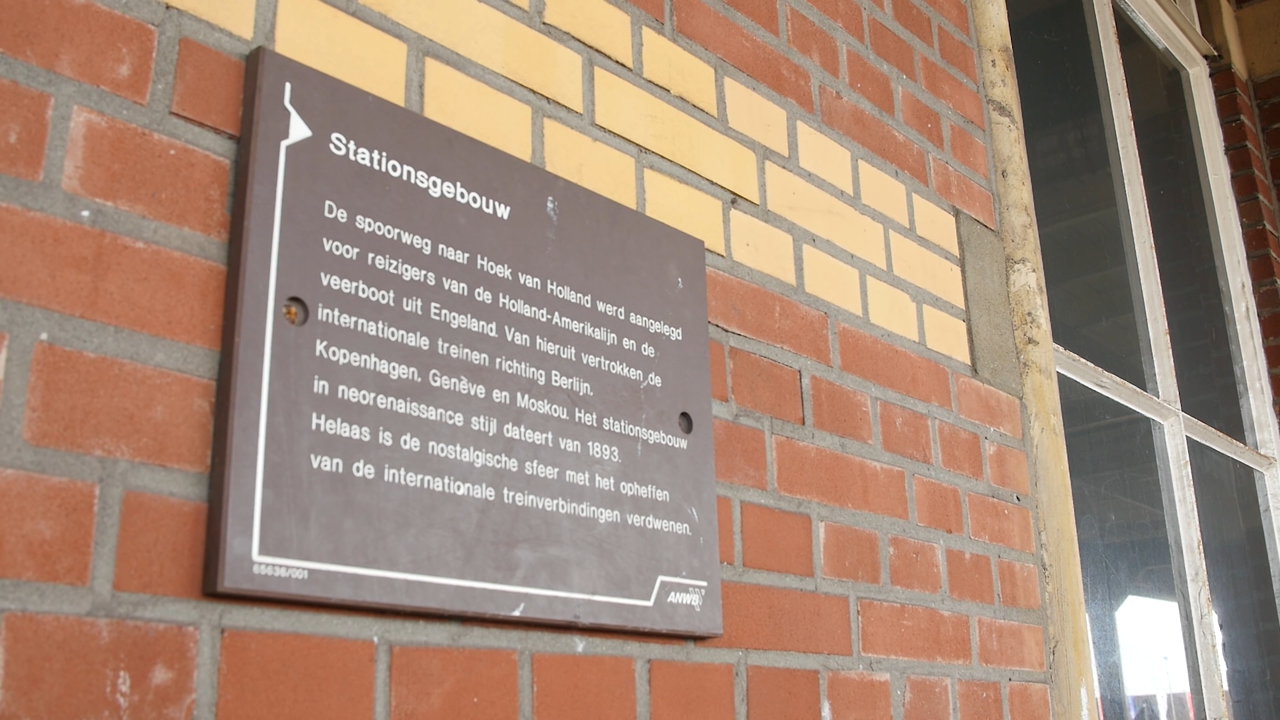 Stationsgebouw
De spoorweg naar Hoek van Holland werd aangelegd
voor reizigers van de Holland-Amerikalijn en de
veerboot uit Engeland. Van hieruit vertrokken de
internationale treinen richting Berlijn,
Kopenhagen, Genève en Moskou. Het stationsgebouw
in neorenaissance stijl dateert van 1893.
Helaas is de nostalgische sfeer met het opheffen
van de internationale treinverbindingen verdwenen.
65636/001
ANWB